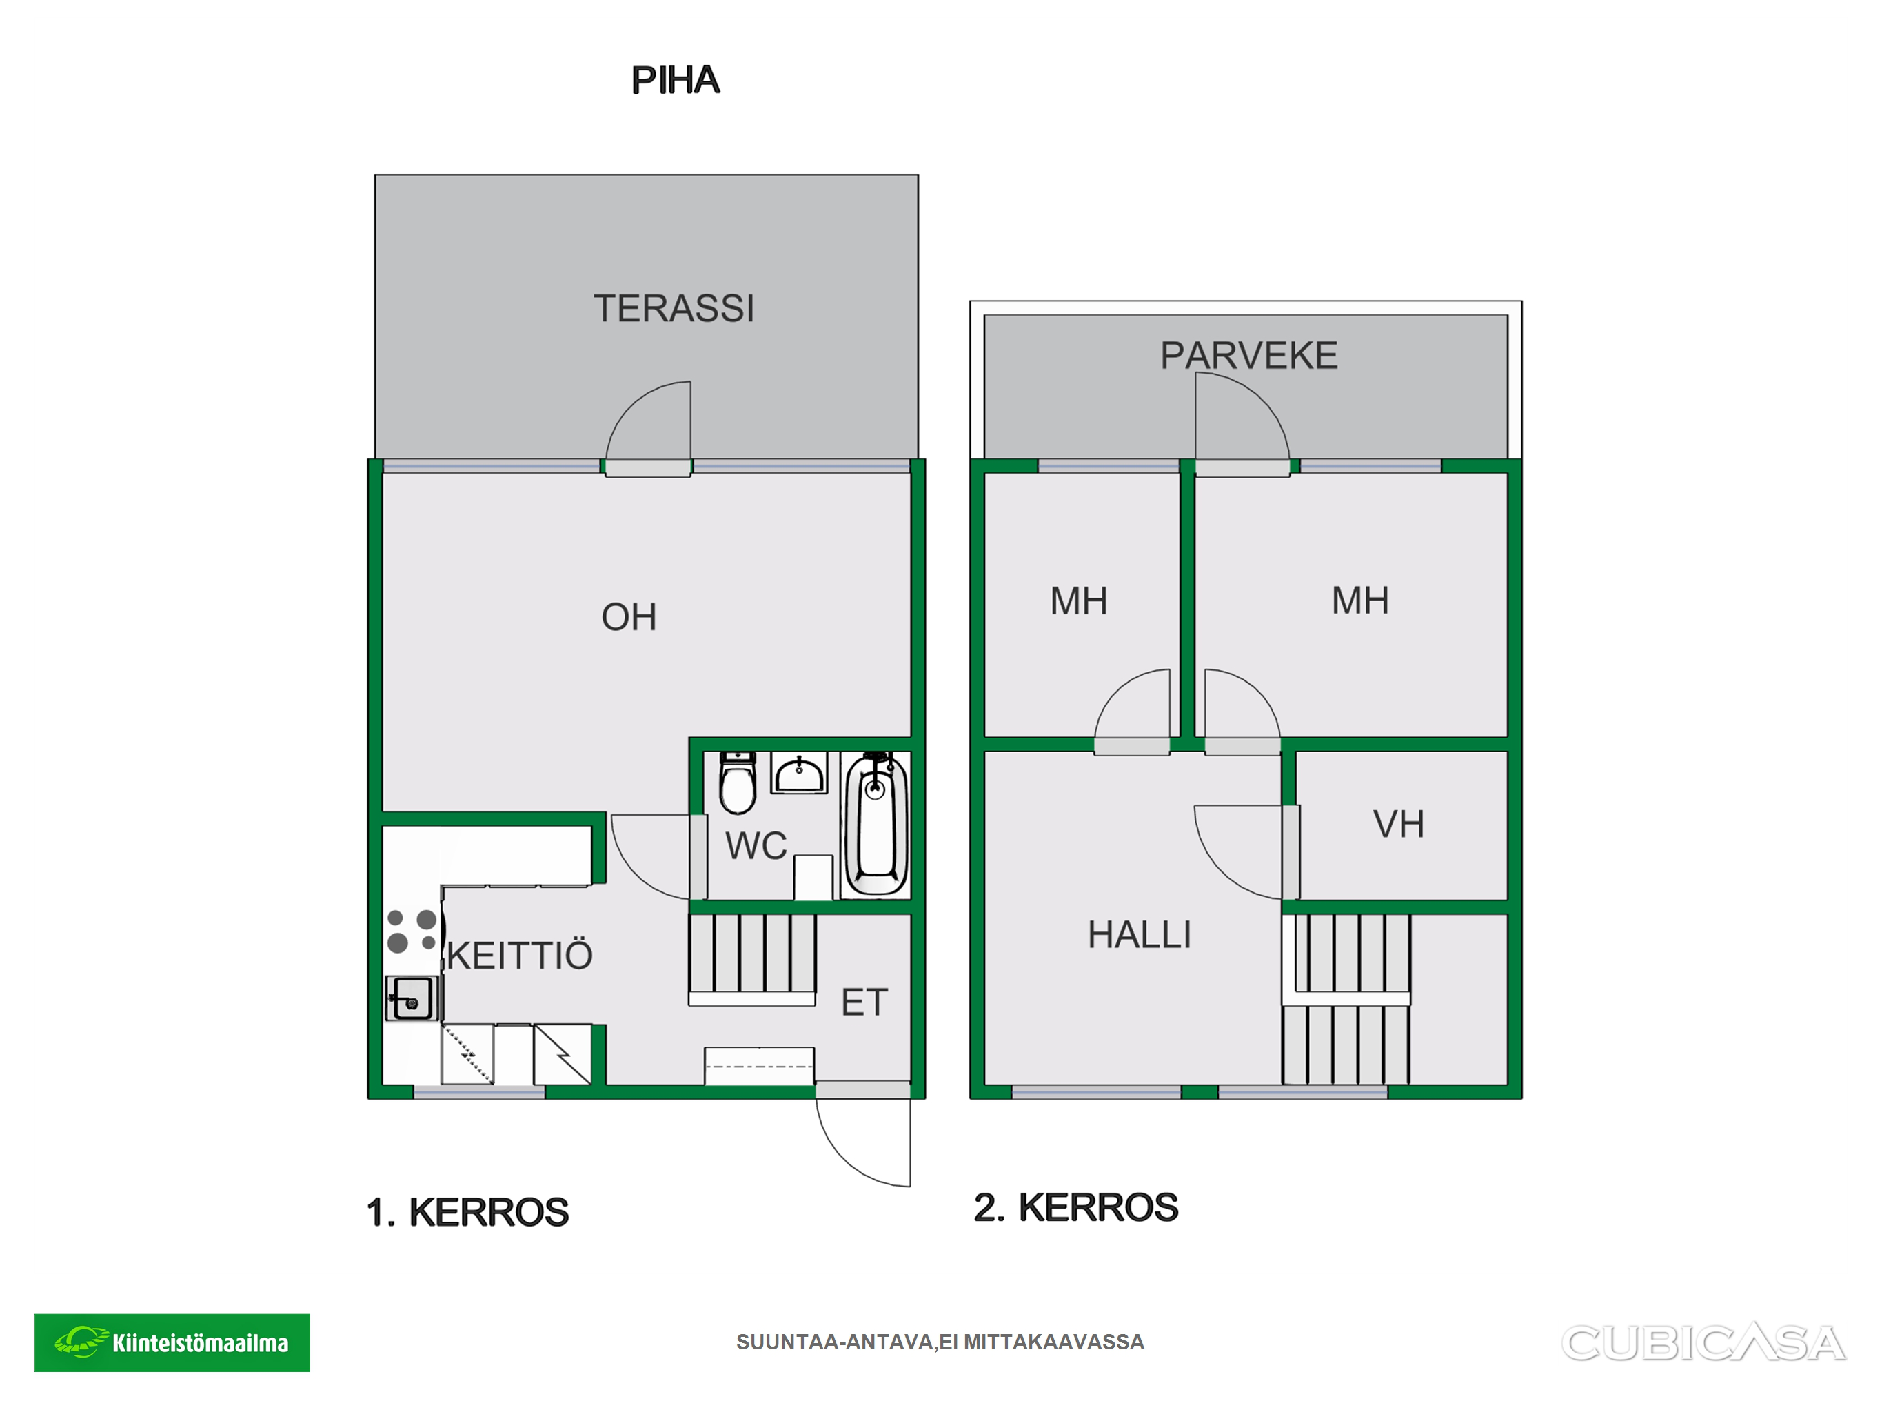 PIHA
TERASSI
PARVEKE
OH
MH
MH
WC
VH
KEITTIÖ
HALLI
ET
1. KERROS
2. KERROS
Kiinteistömaailma
SUUNTAA-ANTAVA,EI MITTAKAAVASSA
CUBICASA